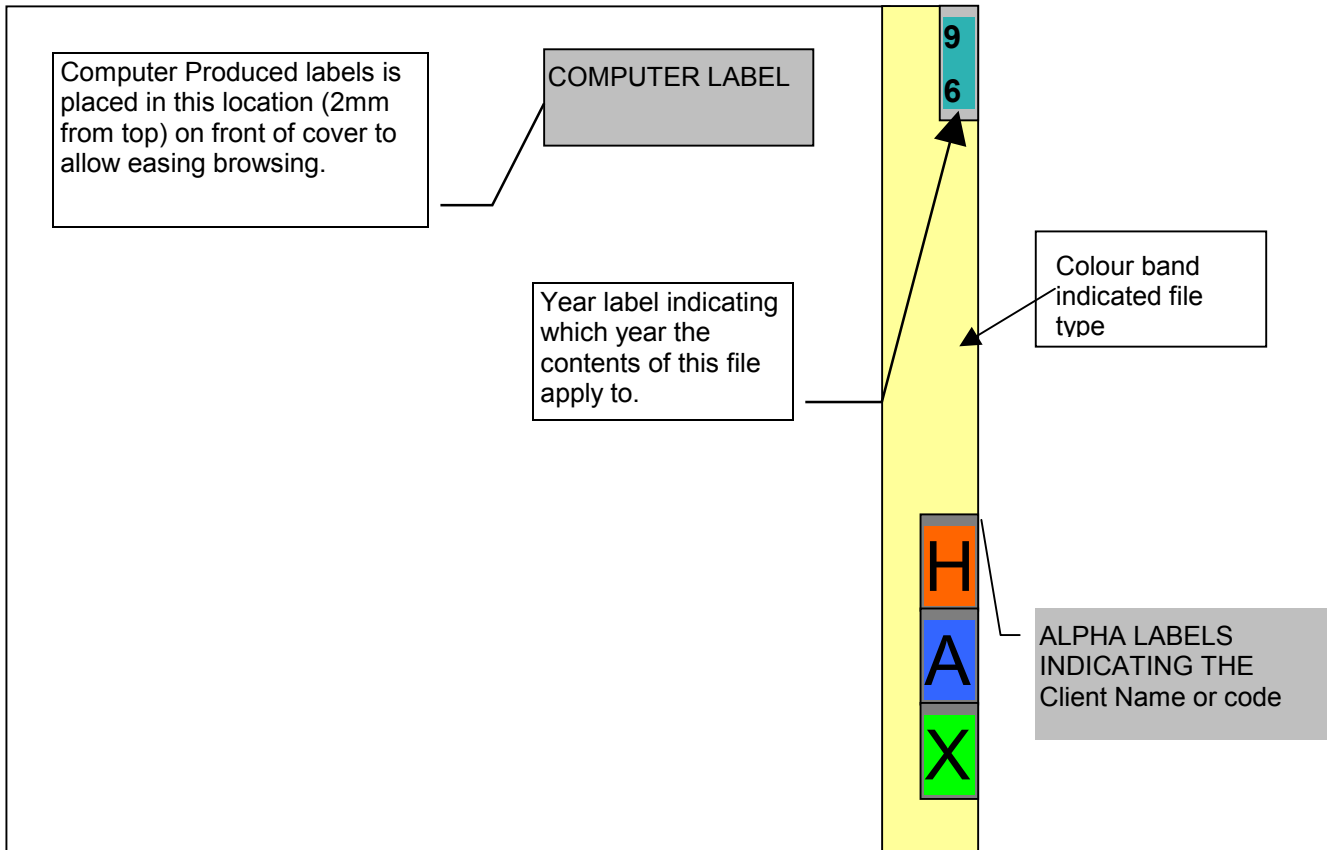 Computer Produced labels is
placed in this location (2mm
from top) on front of cover to
allow easing browsing.
COMPUTER LABEL
9
6
Year label indicating
which year the
contents of this file
apply to.
Colour band
indicated file
type
H
A
X
ALPHA LABELS
INDICATING THE
Client Name or code